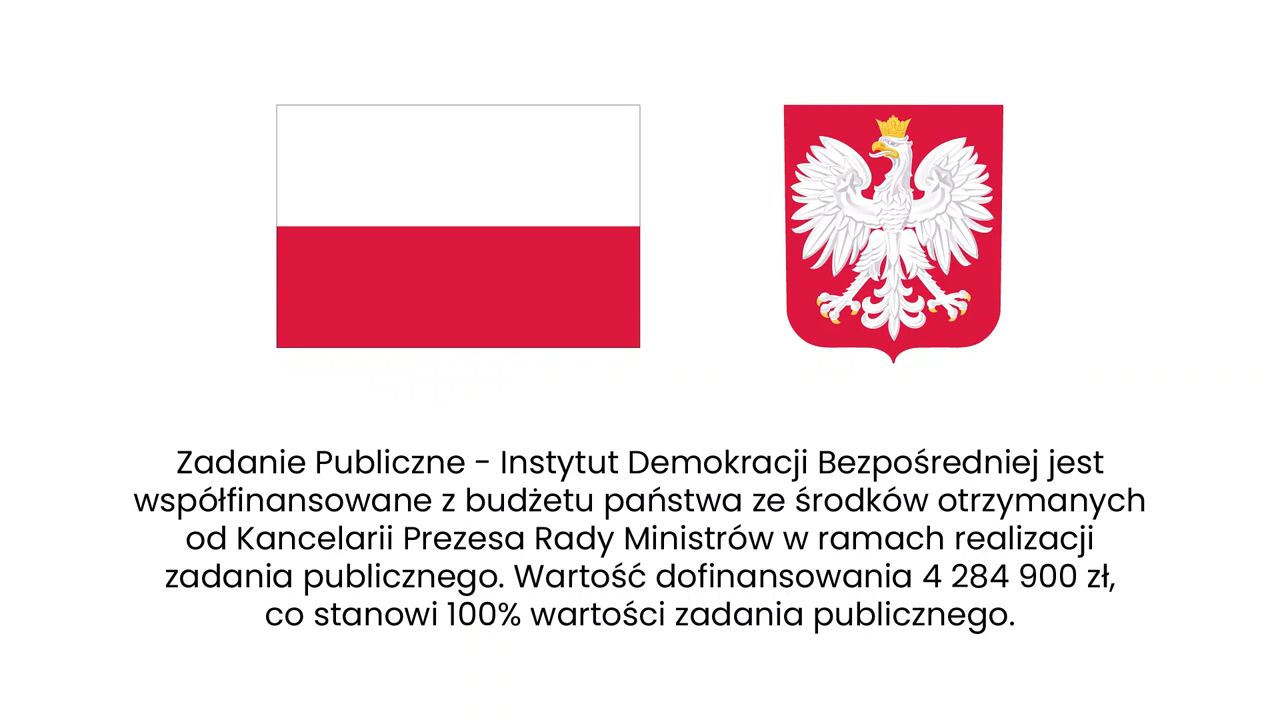 Zadanie Publiczne - Instytut Demokracji Bezpośredniej jest
współfinansowane z budżetu państwa ze środków otrzymanych
od Kancelarii Prezesa Rady Ministrów w ramach realizacji
zadania publicznego. Wartość dofinansowania 4 284 900 zł,
co stanowi 100% wartości zadania publicznego.